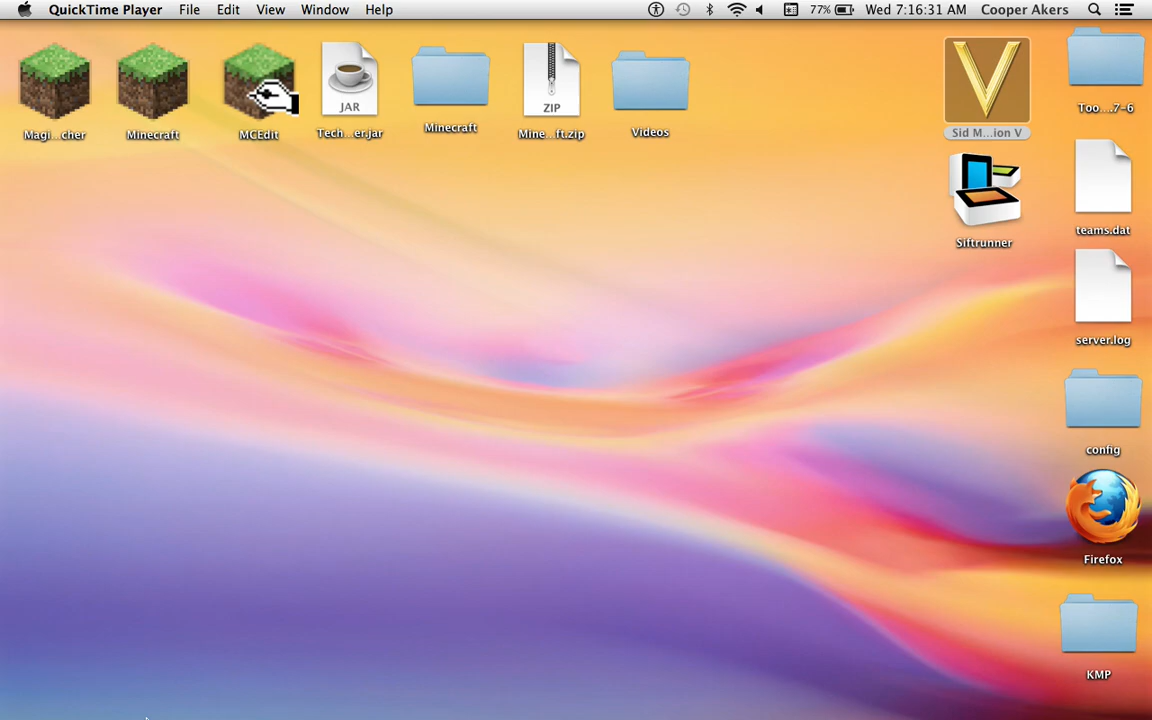 QuickTime Player File Edit View Window Help 77% Wed 7:16:31 AM Cooper Akers
JAR
ZIP
Magi...cher
Minecraft
MCEdit
Tech...er.jar
Minecraft
Mine...ft.zip
Videos
Sid M...ion V
Too...7-6
Siftrunner
teams.dat
server.log
config
Firefox
KMP